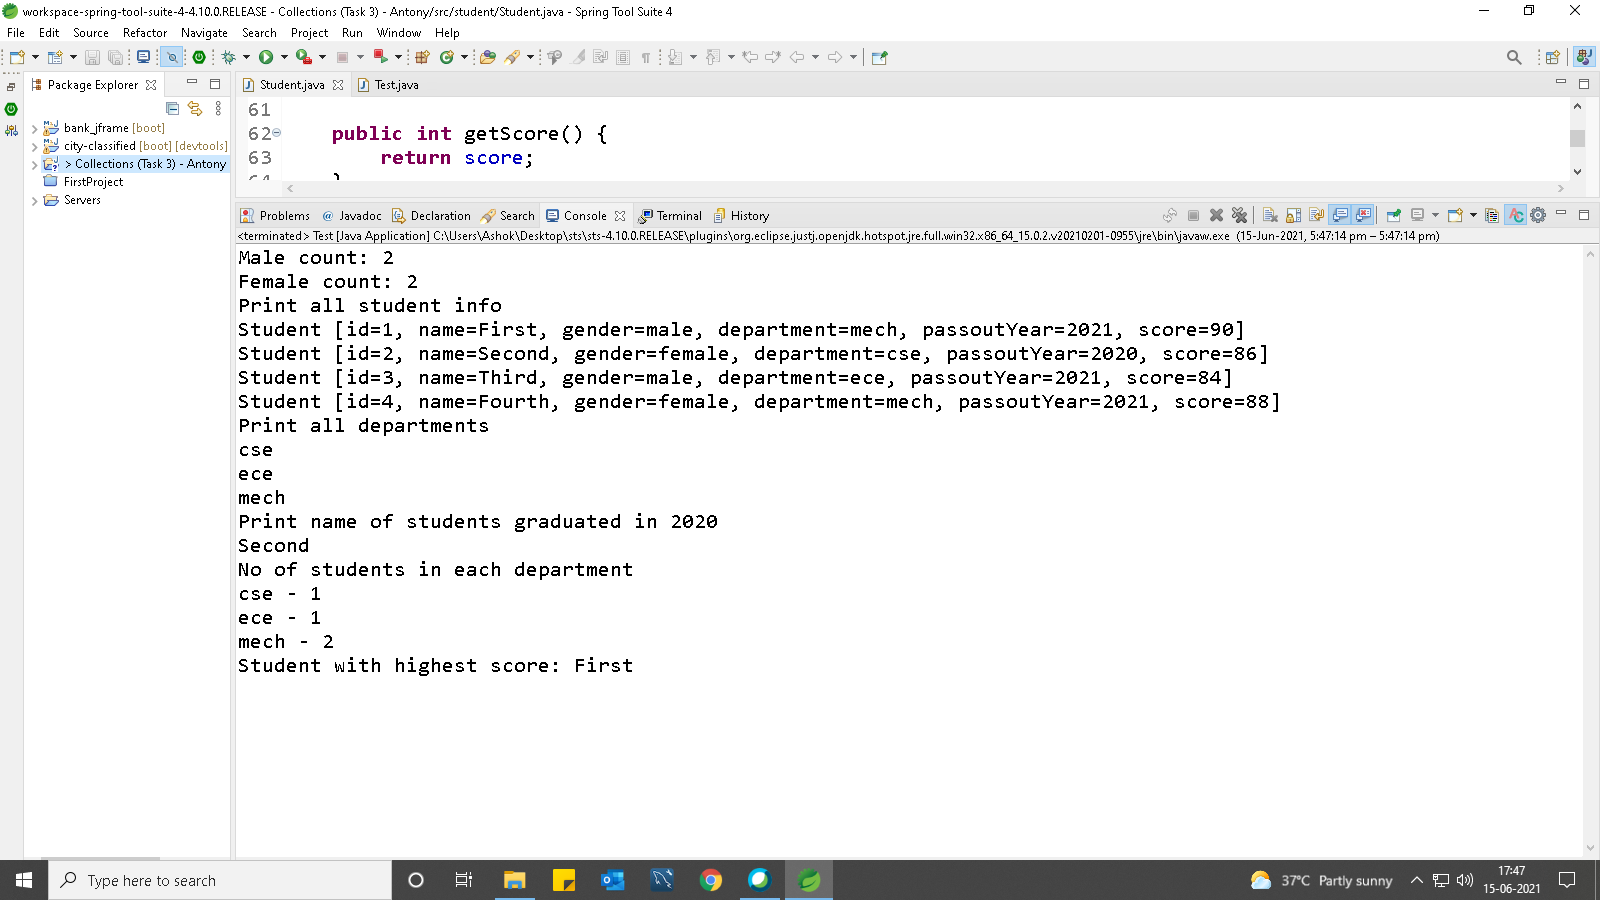 workspace-spring-tool-suite-4-4.10.0.RELEASE - Collections (Task 3) - Antony/src/student/Student.java - Spring Tool Suite 4
File Edit Source Refactor Navigate Search Project Run Window Help
Package Explorer
bank_jframe [boot]
city-classified [boot] [devtools]
> Collections (Task 3) - Antony
FirstProject
Servers
Student.java Test.java
61
62 public int getScore() {
63 return score;
Problems Javadoc Declaration Search Console Terminal History
<terminated> Test [Java Application] C:\Users\Ashok\Desktop\sts\sts-4.10.0.RELEASE\plugins\org.eclipse.justj.openjdk.hotspot.jre.full.win32.x86_64_15.0.2.v20210201-0955\jre\bin\javaw.exe (15-Jun-2021, 5:47:14 pm – 5:47:14 pm)
Male count: 2
Female count: 2
Print all student info
Student [id=1, name=First, gender=male, department=mech, passoutYear=2021, score=90]
Student [id=2, name=Second, gender=female, department=cse, passoutYear=2020, score=86]
Student [id=3, name=Third, gender=male, department=ece, passoutYear=2021, score=84]
Student [id=4, name=Fourth, gender=female, department=mech, passoutYear=2021, score=88]
Print all departments
cse
ece
mech
Print name of students graduated in 2020
Second
No of students in each department
cse - 1
ece - 1
mech - 2
Student with highest score: First
Type here to search
37°C Partly sunny
17:47
15-06-2021